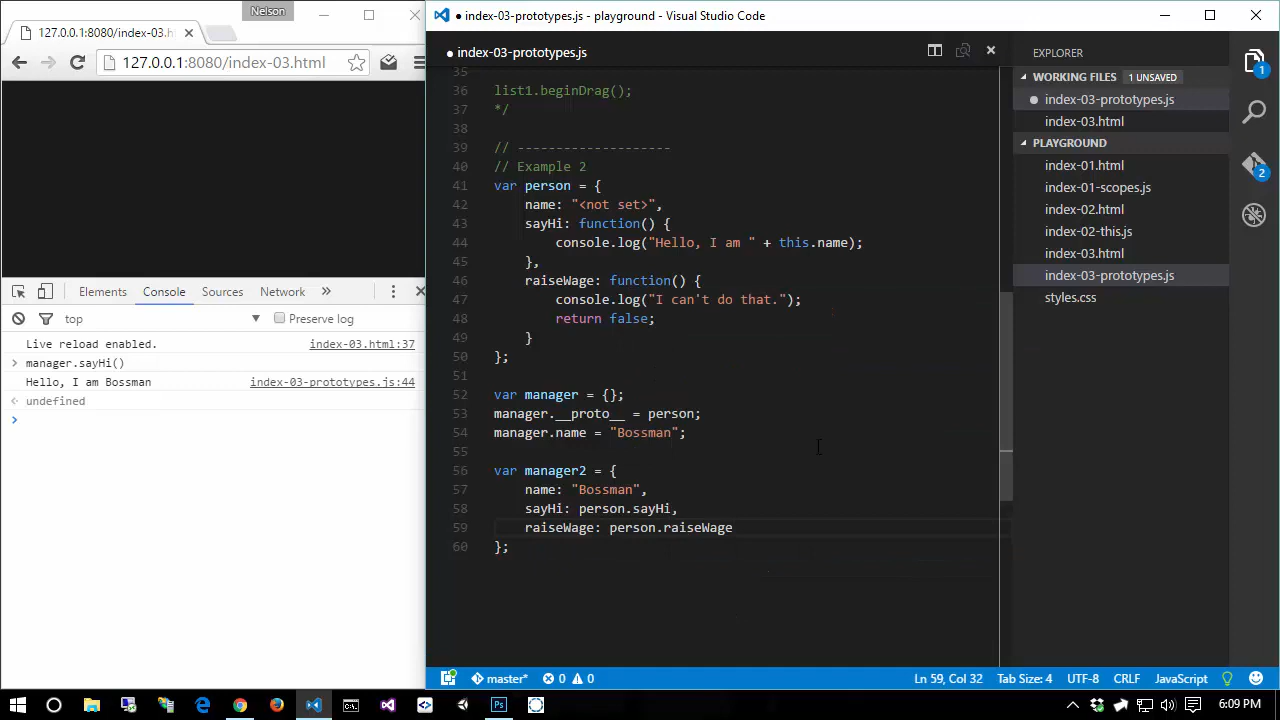 Nelson
127.0.0.1:8080/index-03.h
127.0.0.1:8080/index-03.html
Elements Console Sources Network »
top Preserve log
Live reload enabled. index-03.html:37
manager.sayHi()
Hello, I am Bossman index-03-prototypes.js:44
undefined
● index-03-prototypes.js - playground - Visual Studio Code
● index-03-prototypes.js
35
36 list1.beginDrag();
37 */
38
39 // --------------------
40 // Example 2
41 var person = {
42 name: "<not set>",
43 sayHi: function() {
44 console.log("Hello, I am " + this.name);
45 },
46 raiseWage: function() {
47 console.log("I can't do that.");
48 return false;
49 }
50 };
51
52 var manager = {};
53 manager.__proto__ = person;
54 manager.name = "Bossman";
55
56 var manager2 = {
57 name: "Bossman",
58 sayHi: person.sayHi,
59 raiseWage: person.raiseWage
60 };
EXPLORER
WORKING FILES 1 UNSAVED
index-03-prototypes.js
index-03.html
PLAYGROUND
index-01.html
index-01-scopes.js
index-02.html
index-02-this.js
index-03.html
index-03-prototypes.js
styles.css
1
2
master* 0 0 Ln 59, Col 32 Tab Size: 4 UTF-8 CRLF JavaScript
6:09 PM